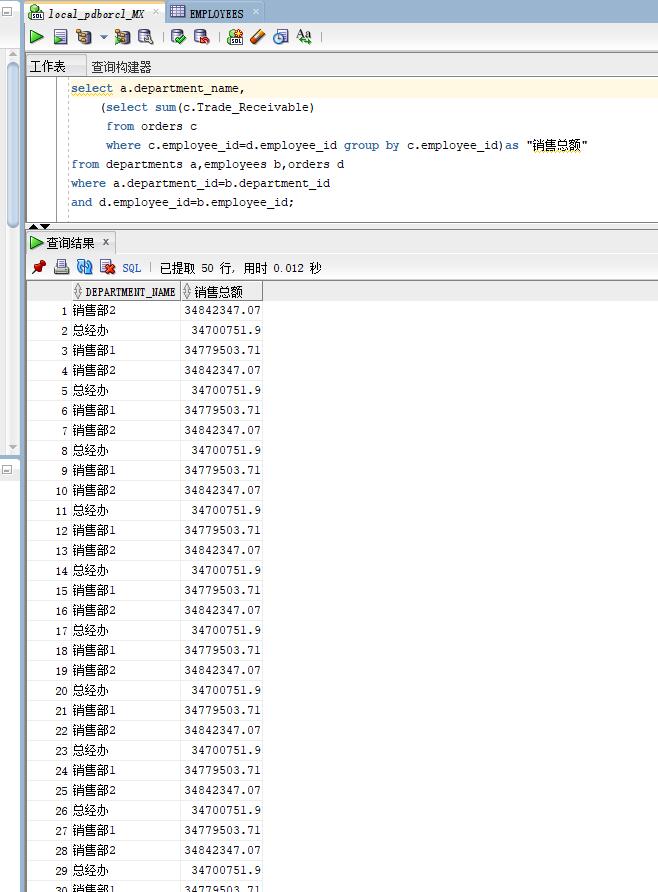 local_pdborcl_MX EMPLOYEES
工作表 查询构建器
select a.department_name,
(select sum(c.Trade_Receivable)
from orders c
where c.employee_id=d.employee_id group by c.employee_id)as "销售总额"
from departments a,employees b,orders d
where a.department_id=b.department_id
and d.employee_id=b.employee_id;
查询结果 x
SQL | 已提取 50 行, 用时 0.012 秒
DEPARTMENT_NAME 销售总额
1 销售部2 34842347.07
2 总经办 34700751.9
3 销售部1 34779503.71
4 销售部2 34842347.07
5 总经办 34700751.9
6 销售部1 34779503.71
7 销售部2 34842347.07
8 总经办 34700751.9
9 销售部1 34779503.71
10 销售部2 34842347.07
11 总经办 34700751.9
12 销售部1 34779503.71
13 销售部2 34842347.07
14 总经办 34700751.9
15 销售部1 34779503.71
16 销售部2 34842347.07
17 总经办 34700751.9
18 销售部1 34779503.71
19 销售部2 34842347.07
20 总经办 34700751.9
21 销售部1 34779503.71
22 销售部2 34842347.07
23 总经办 34700751.9
24 销售部1 34779503.71
25 销售部2 34842347.07
26 总经办 34700751.9
27 销售部1 34779503.71
28 销售部2 34842347.07
29 总经办 34700751.9
30 销售部1 34779503.71